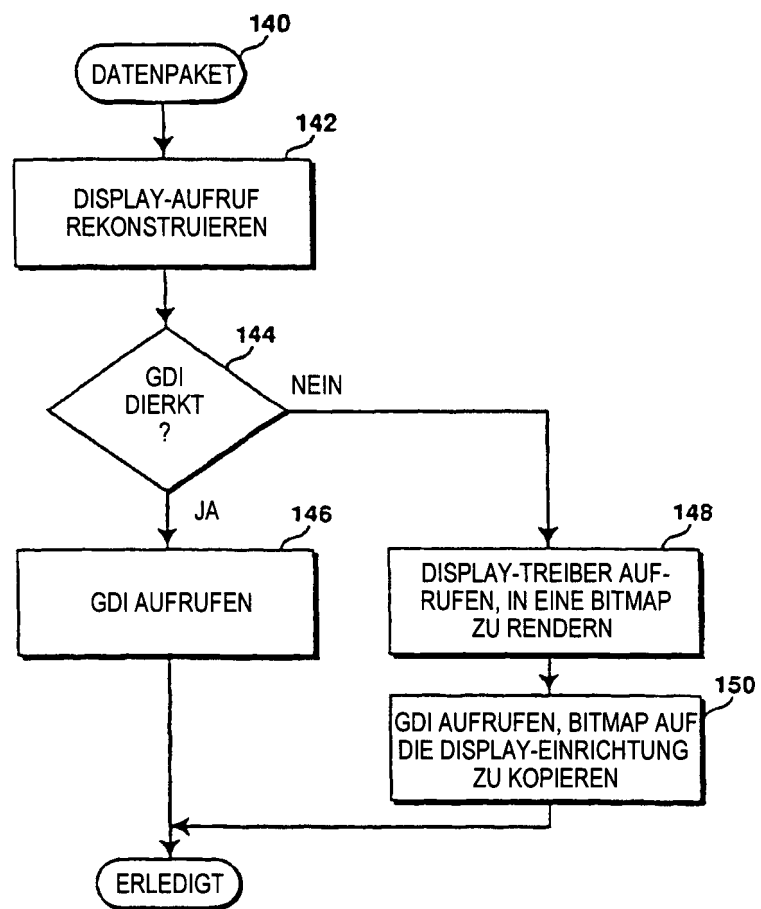 140
DATENPAKET
142
DISPLAY-AUFRUF
REKONSTRUIEREN
144
GDI
DIERKT
?
NEIN
JA
146
GDI AUFRUFEN
148
DISPLAY-TREIBER AUF-
RUFEN, IN EINE BITMAP
ZU RENDERN
150
GDI AUFRUFEN, BITMAP AUF
DIE DISPLAY-EINRICHTUNG
ZU KOPIEREN
ERLEDIGT